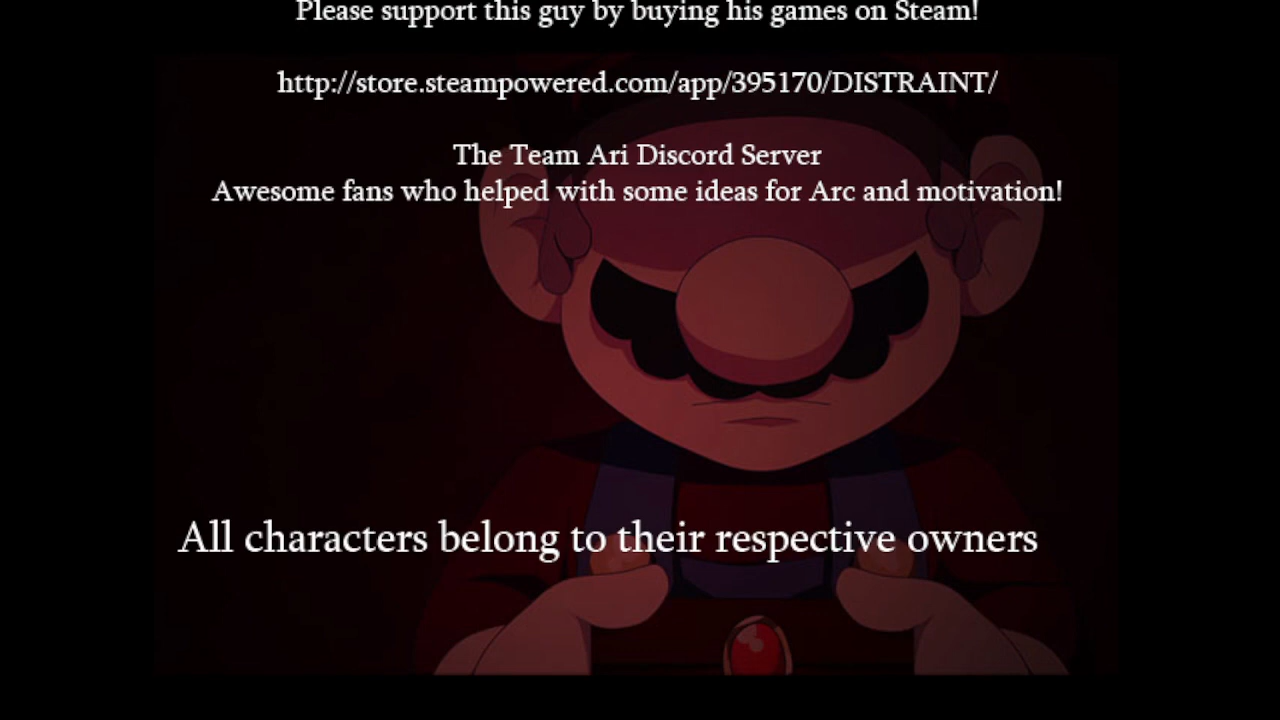 Please support this guy by buying his games on Steam!
http://store.steampowered.com/app/395170/DISTRAINT/
The Team Ari Discord Server
Awesome fans who helped with some ideas for Arc and motivation!
All characters belong to their respective owners